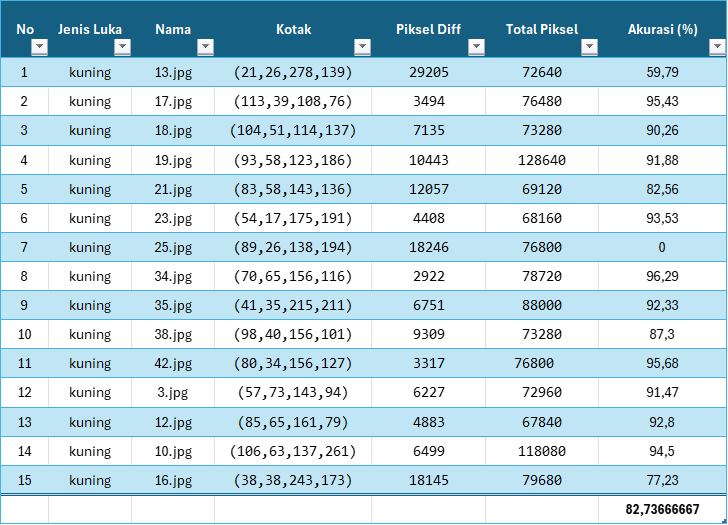 No Jenis Luka Nama Kotak Piksel Diff Total Piksel Akurasi (%)
1 kuning 13.jpg (21,26,278,139) 29205 72640 59,79
2 kuning 17.jpg (113,39,108,76) 3494 76480 95,43
3 kuning 18.jpg (104,51,114,137) 7135 73280 90,26
4 kuning 19.jpg (93,58,123,186) 10443 128640 91,88
5 kuning 21.jpg (83,58,143,136) 12057 69120 82,56
6 kuning 23.jpg (54,17,175,191) 4408 68160 93,53
7 kuning 25.jpg (89,26,138,194) 18246 76800 0
8 kuning 34.jpg (70,65,156,116) 2922 78720 96,29
9 kuning 35.jpg (41,35,215,211) 6751 88000 92,33
10 kuning 38.jpg (98,40,156,101) 9309 73280 87,3
11 kuning 42.jpg (80,34,156,127) 3317 76800 95,68
12 kuning 3.jpg (57,73,143,94) 6227 72960 91,47
13 kuning 12.jpg (85,65,161,79) 4883 67840 92,8
14 kuning 10.jpg (106,63,137,261) 6499 118080 94,5
15 kuning 16.jpg (38,38,243,173) 18145 79680 77,23
82,73666667